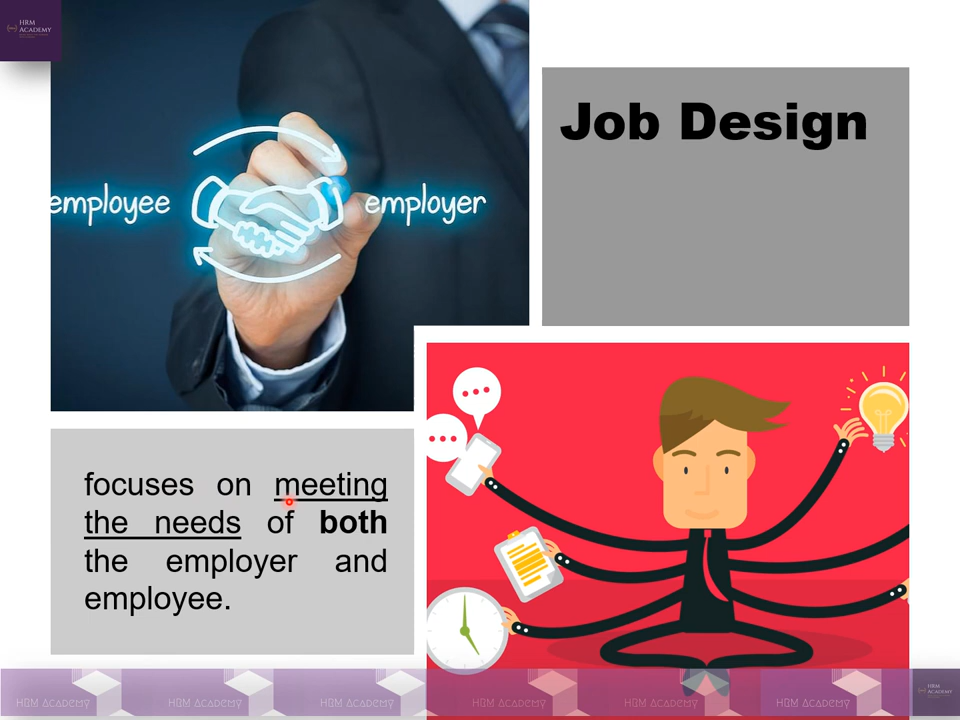 HRM
ACADEMY
employee
employer
Job Design
focuses on meeting
the needs of both
the employer and
employee.
HRM ACADEMY
HRM ACADEMY
HRM ACADEMY
HRM ACADEMY
HRM ACADEMY
HRM ACADEMY
HRM
ACADEMY